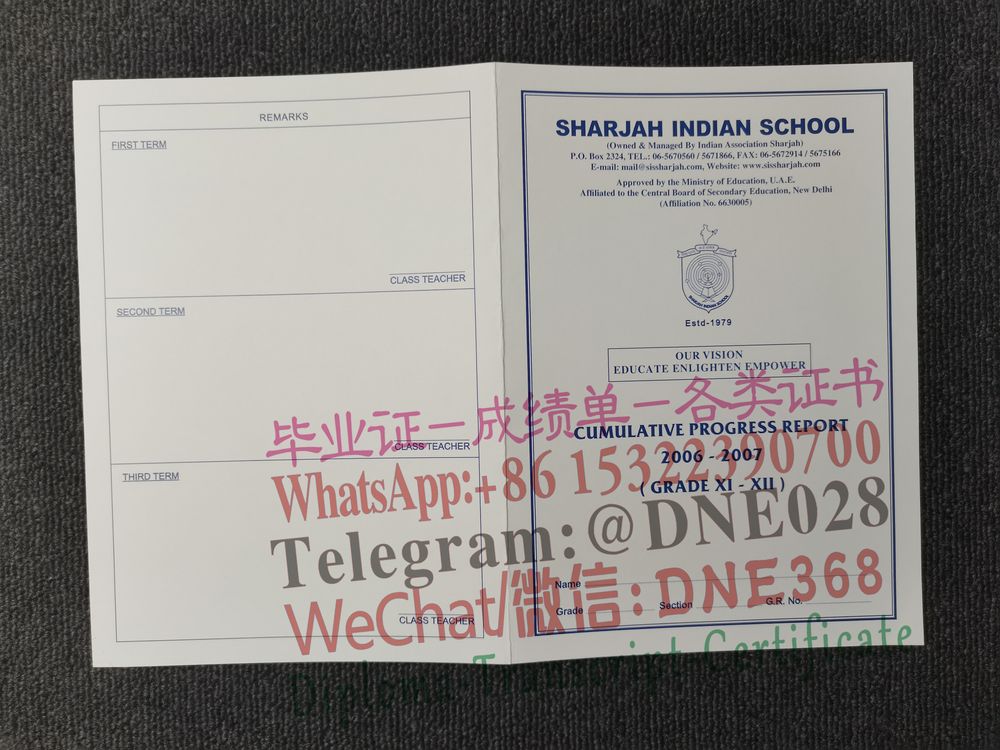 REMARKS
FIRST TERM
CLASS TEACHER
SECOND TERM
CLASS TEACHER
THIRD TERM
CLASS TEACHER
SHARJAH INDIAN SCHOOL
(Owned & Managed By Indian Association Sharjah)
P.O. Box 2324, TEL.: 06-5670560 / 5671866, FAX: 06-5672914 / 5675166
E-mail: mail@sissharjah.com, Website: www.sissharjah.com
Approved by the Ministry of Education, U.A.E.
Affiliated to the Central Board of Secondary Education, New Delhi
(Affiliation No. 6630005)
SHARJAH INDIAN SCHOOL
Estd-1979
OUR VISION
EDUCATE ENLIGHTEN EMPOWER
CUMULATIVE PROGRESS REPORT
2006 - 2007
( GRADE XI - XII )
Name
Grade Section G.R. No.
毕业证一成绩单一各类证书
WhatsApp:+86 15322390700
Telegram:@DNE028
WeChat/微信:DNE368
Diploma-Transcript-Certificate